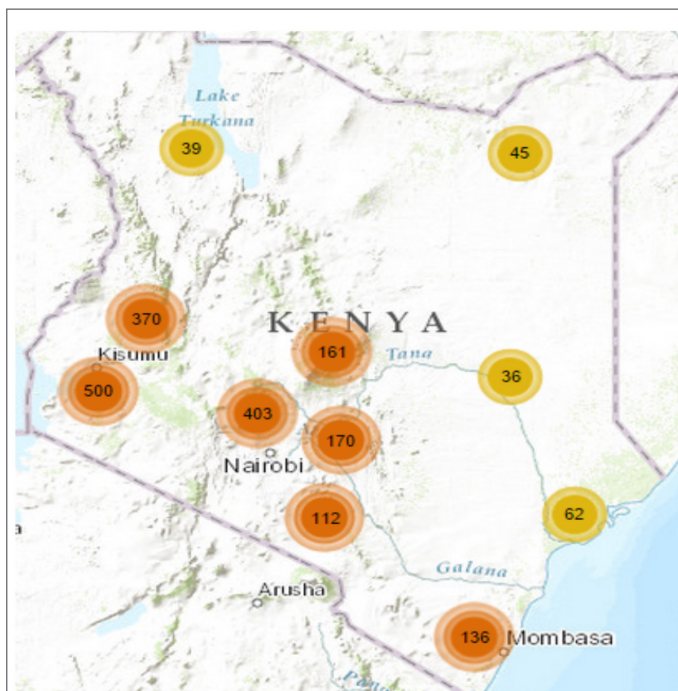 Lake
Turkana
39
45
370
KENYA
161
Tana
Kisumu
36
500
403
170
Nairobi
62
112
Galana
Arusha
136
Mombasa